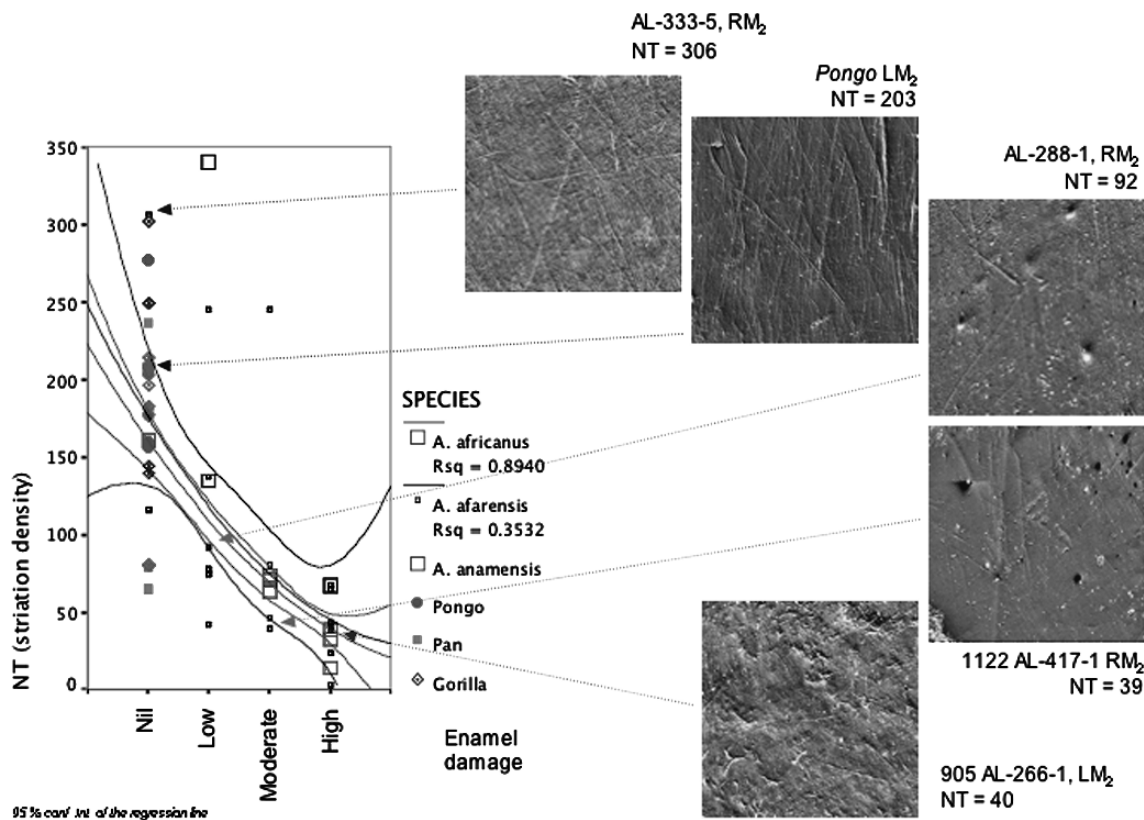 AL-333-5, RM₂
NT = 306
Pongo LM₂
NT = 203
AL-288-1, RM₂
NT = 92
350
300
250
200
150
100
50
0
NT (striation density)
Nil
Low
Moderate
High
Enamel
damage
SPECIES
A. africanus
Rsq = 0.8940
A. afarensis
Rsq = 0.3532
A. anamensis
Pongo
Pan
Gorilla
1122 AL-417-1 RM₂
NT = 39
905 AL-266-1, LM₂
NT = 40
95 % conf .int. of the regression line